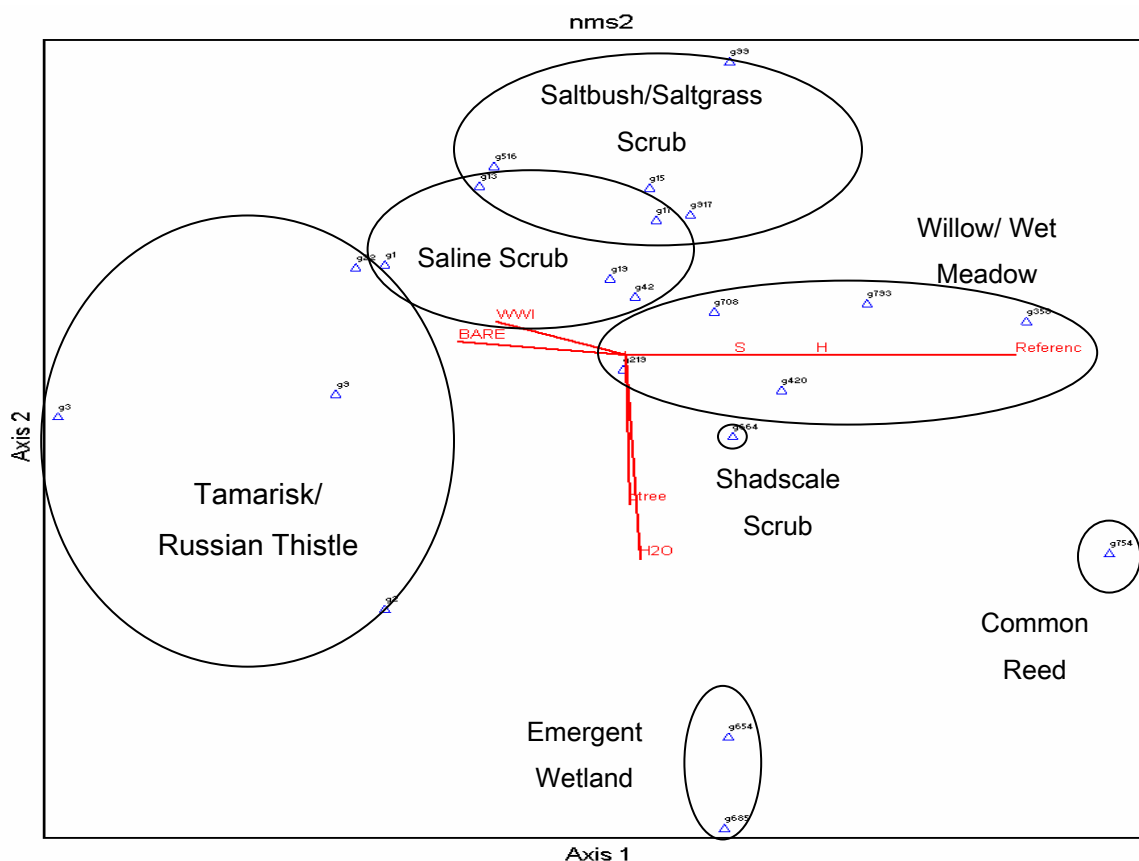 nms2
g99
Saltbush/Saltgrass
Scrub
g516
g13
g15
g11
g917
Willow/ Wet
Meadow
Saline Scrub
g1
g19
g42
g708
g793
g358
WWI
BARE
S
H
Referenc
g219
g9
g3
g420
g664
Axis 2
Tamarisk/
Russian Thistle
Shadscale
Scrub
H2O
g754
g2
Common
Reed
g654
Emergent
Wetland
g685
Axis 1